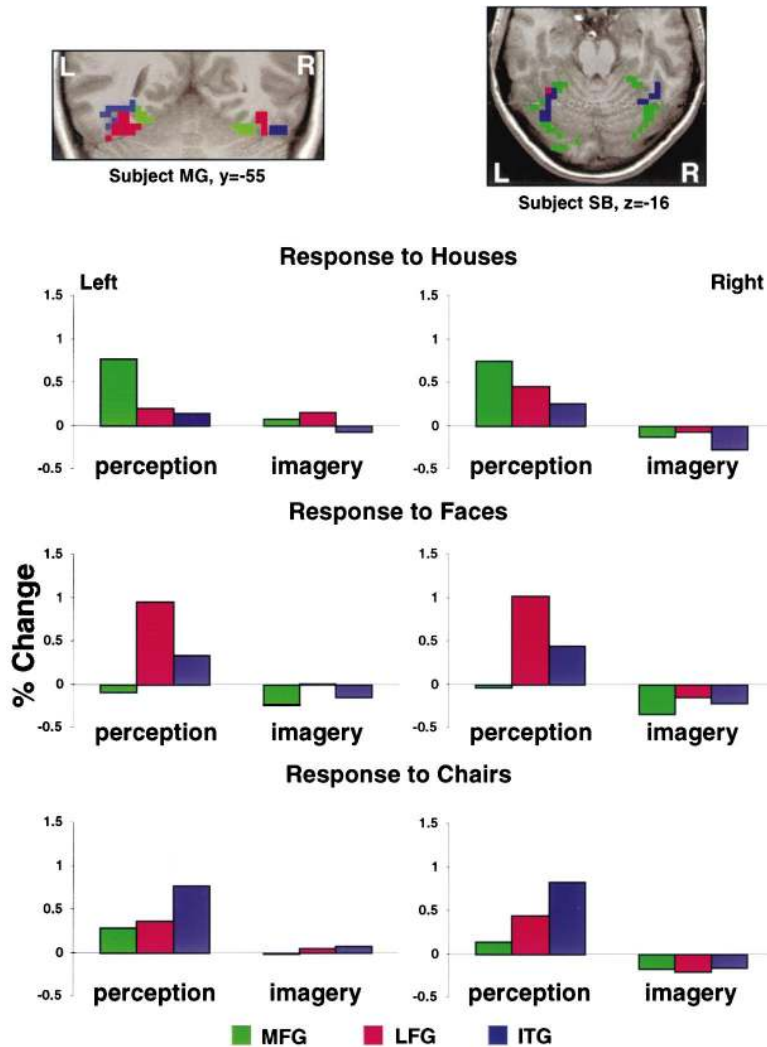 L R
L R
Subject MG, y=-55
Subject SB, z=-16
Response to Houses
Left
Right
1.5
1
0.5
0
-0.5
perception imagery
1.5
1
0.5
0
-0.5
perception imagery
Response to Faces
% Change
1.5
1
0.5
0
-0.5
perception imagery
1.5
1
0.5
0
-0.5
perception imagery
Response to Chairs
1.5
1
0.5
0
-0.5
perception imagery
1.5
1
0.5
0
-0.5
perception imagery
MFG LFG ITG